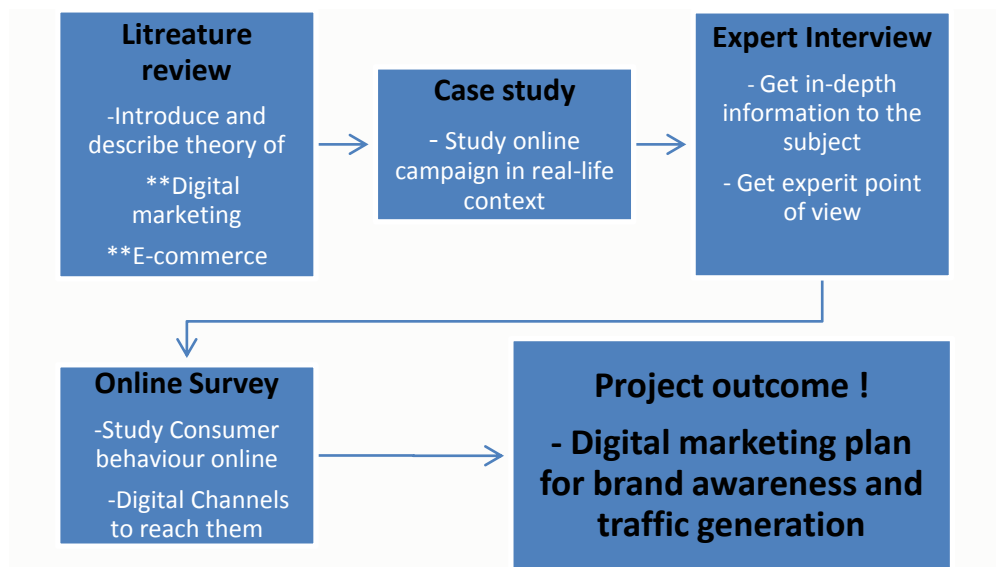 Litreature
review
-Introduce and
describe theory of
**Digital
marketing
**E-commerce
Case study
- Study online
campaign in real-life
context
Expert Interview
- Get in-depth
information to the
subject
- Get experit point
of view
Online Survey
-Study Consumer
behaviour online
-Digital Channels
to reach them
Project outcome !
- Digital marketing plan
for brand awareness and
traffic generation